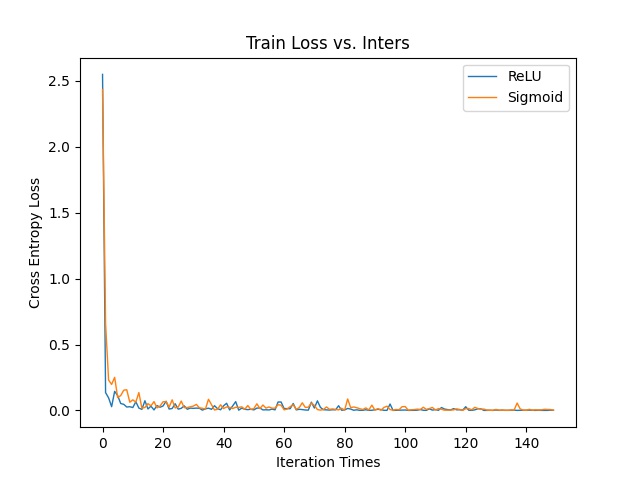 Train Loss vs. Inters
ReLU
Sigmoid
Cross Entropy Loss
2.5
2.0
1.5
1.0
0.5
0.0
0 20 40 60 80 100 120 140
Iteration Times